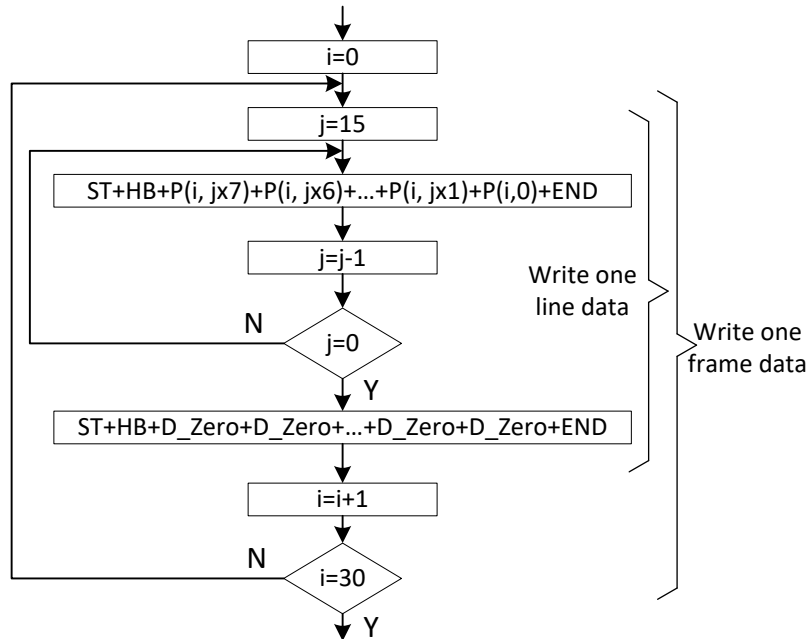 i=0
j=15
ST+HB+P(i, jx7)+P(i, jx6)+...+P(i, jx1)+P(i,0)+END
j=j-1
Write one
line data
N
j=0
Write one
frame data
Y
ST+HB+D_Zero+D_Zero+...+D_Zero+D_Zero+END
i=i+1
N
i=30
Y